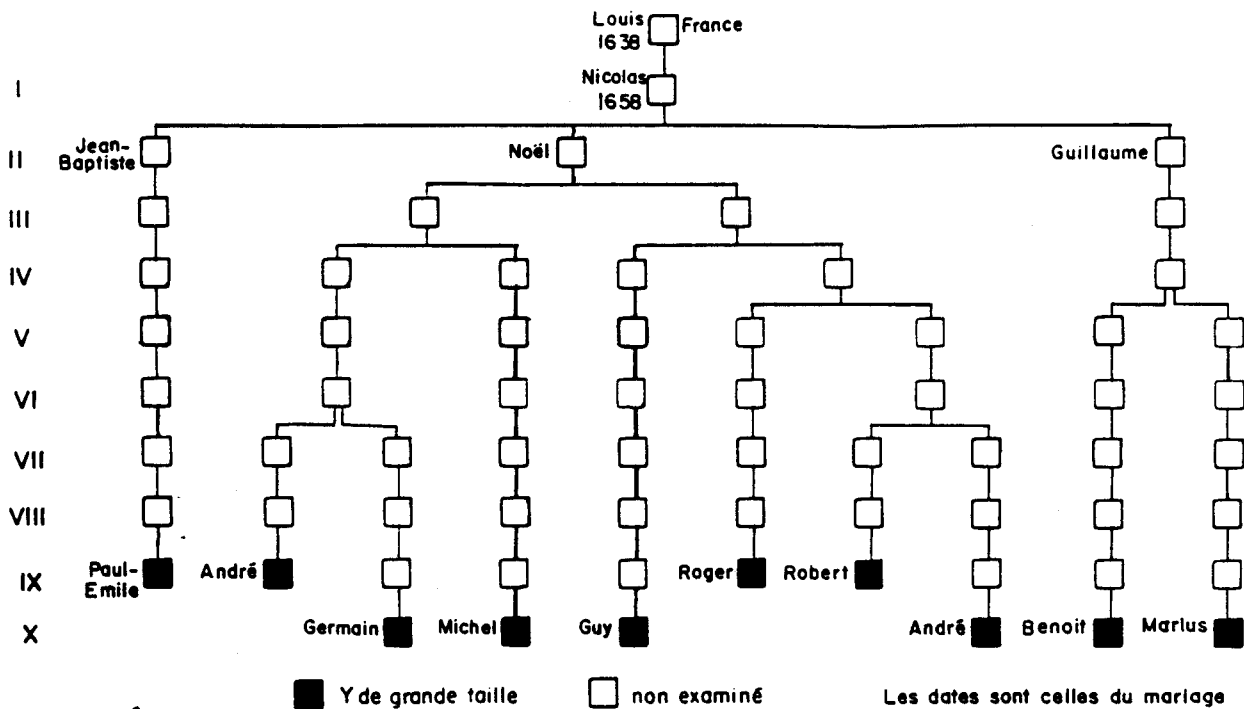 Louis France
1638
Nicolas
1658
I
II
Jean-
Baptiste
Noël
Guillaume
III
IV
V
VI
VII
VIII
IX
Paul-
Emile
André
Roger
Robert
X
Germain
Michel
Guy
André
Benoit
Marius
Y de grande taille
non examiné
Les dates sont celles du mariage